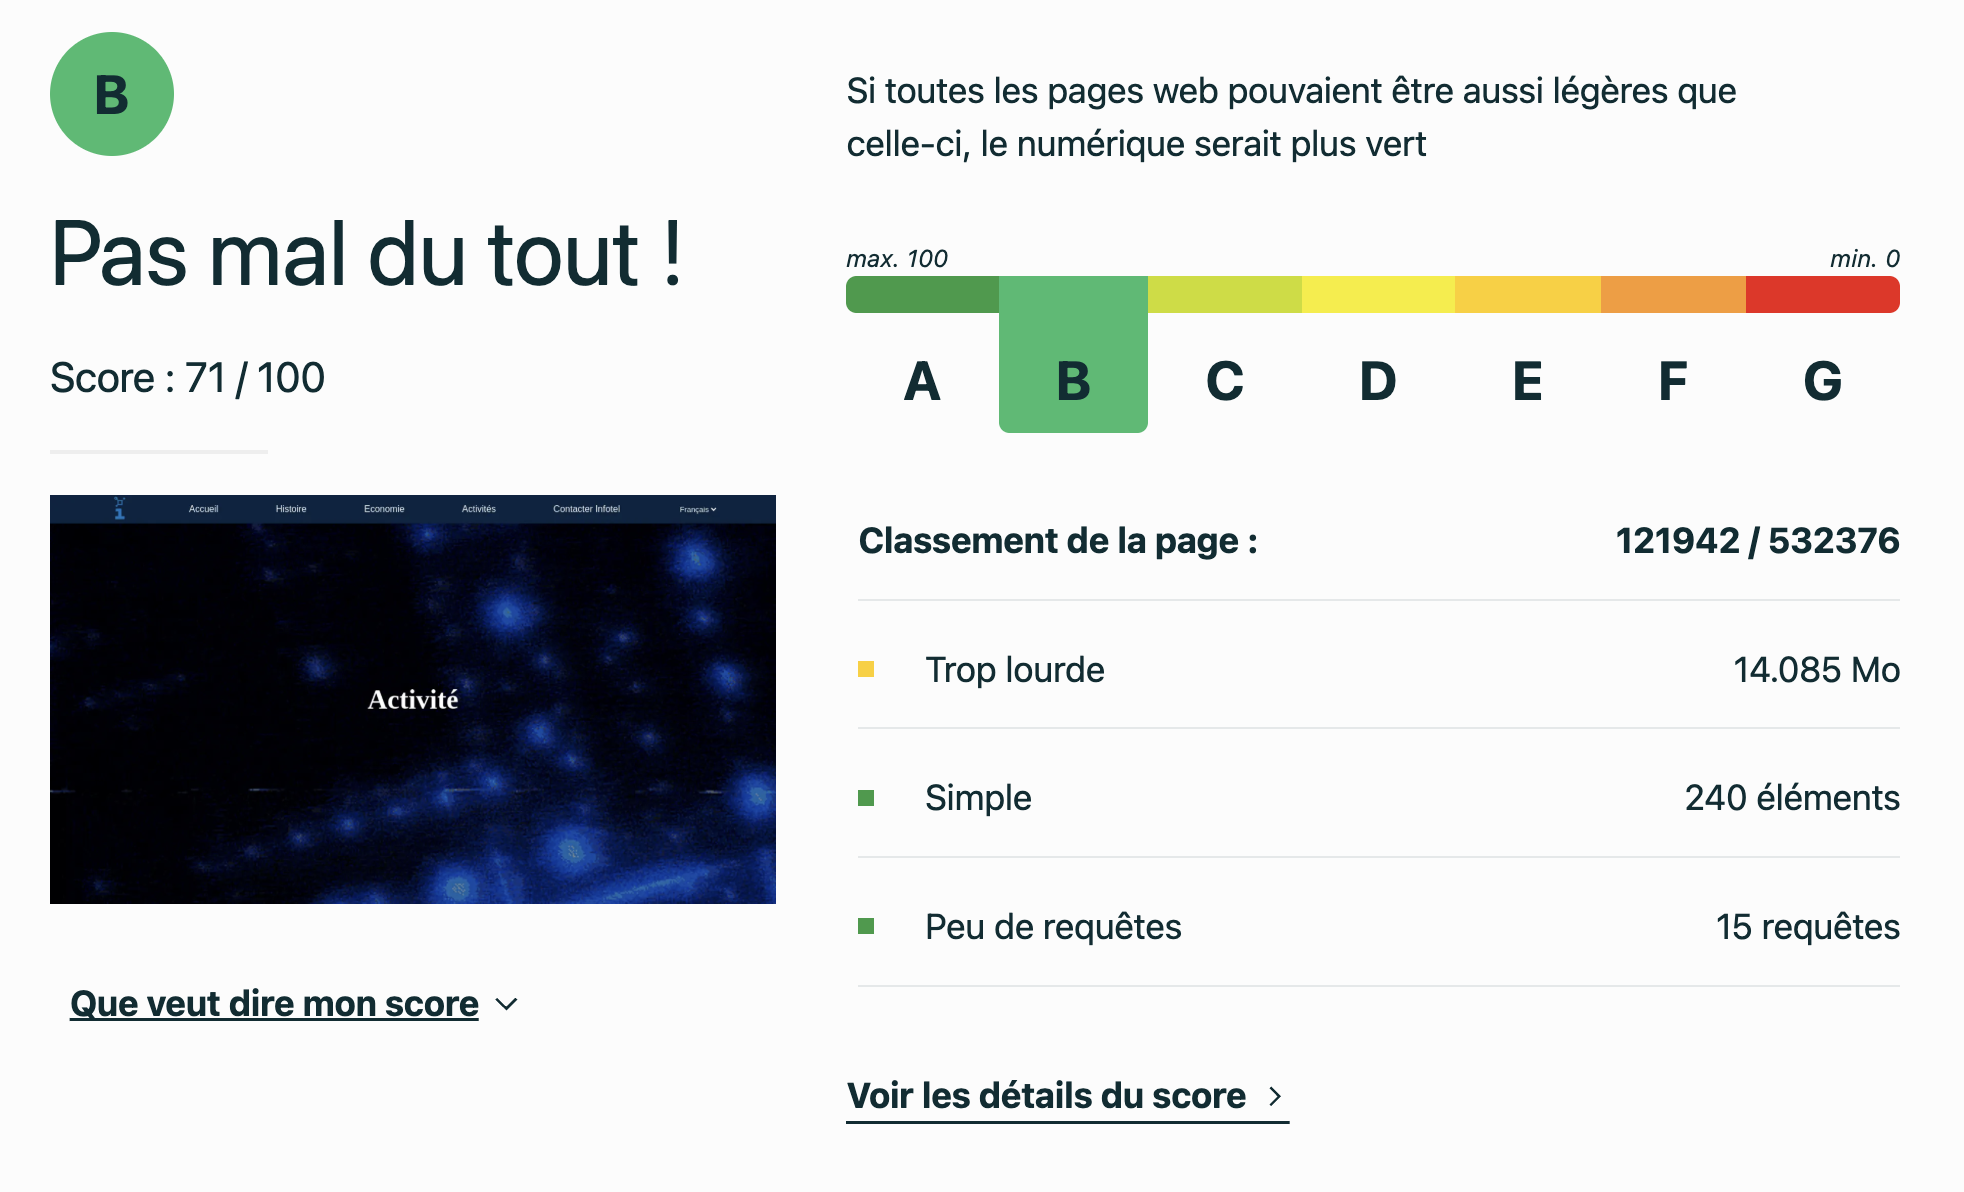 B
Pas mal du tout !
Score : 71 / 100
Accueil
Histoire
Economie
Activités
Contacter Infotel
Français
Activité
Que veut dire mon score
Si toutes les pages web pouvaient être aussi légères que
celle-ci, le numérique serait plus vert
max. 100
min. 0
A B C D E F G
Classement de la page : 121942 / 532376
Trop lourde 14.085 Mo
Simple 240 éléments
Peu de requêtes 15 requêtes
Voir les détails du score